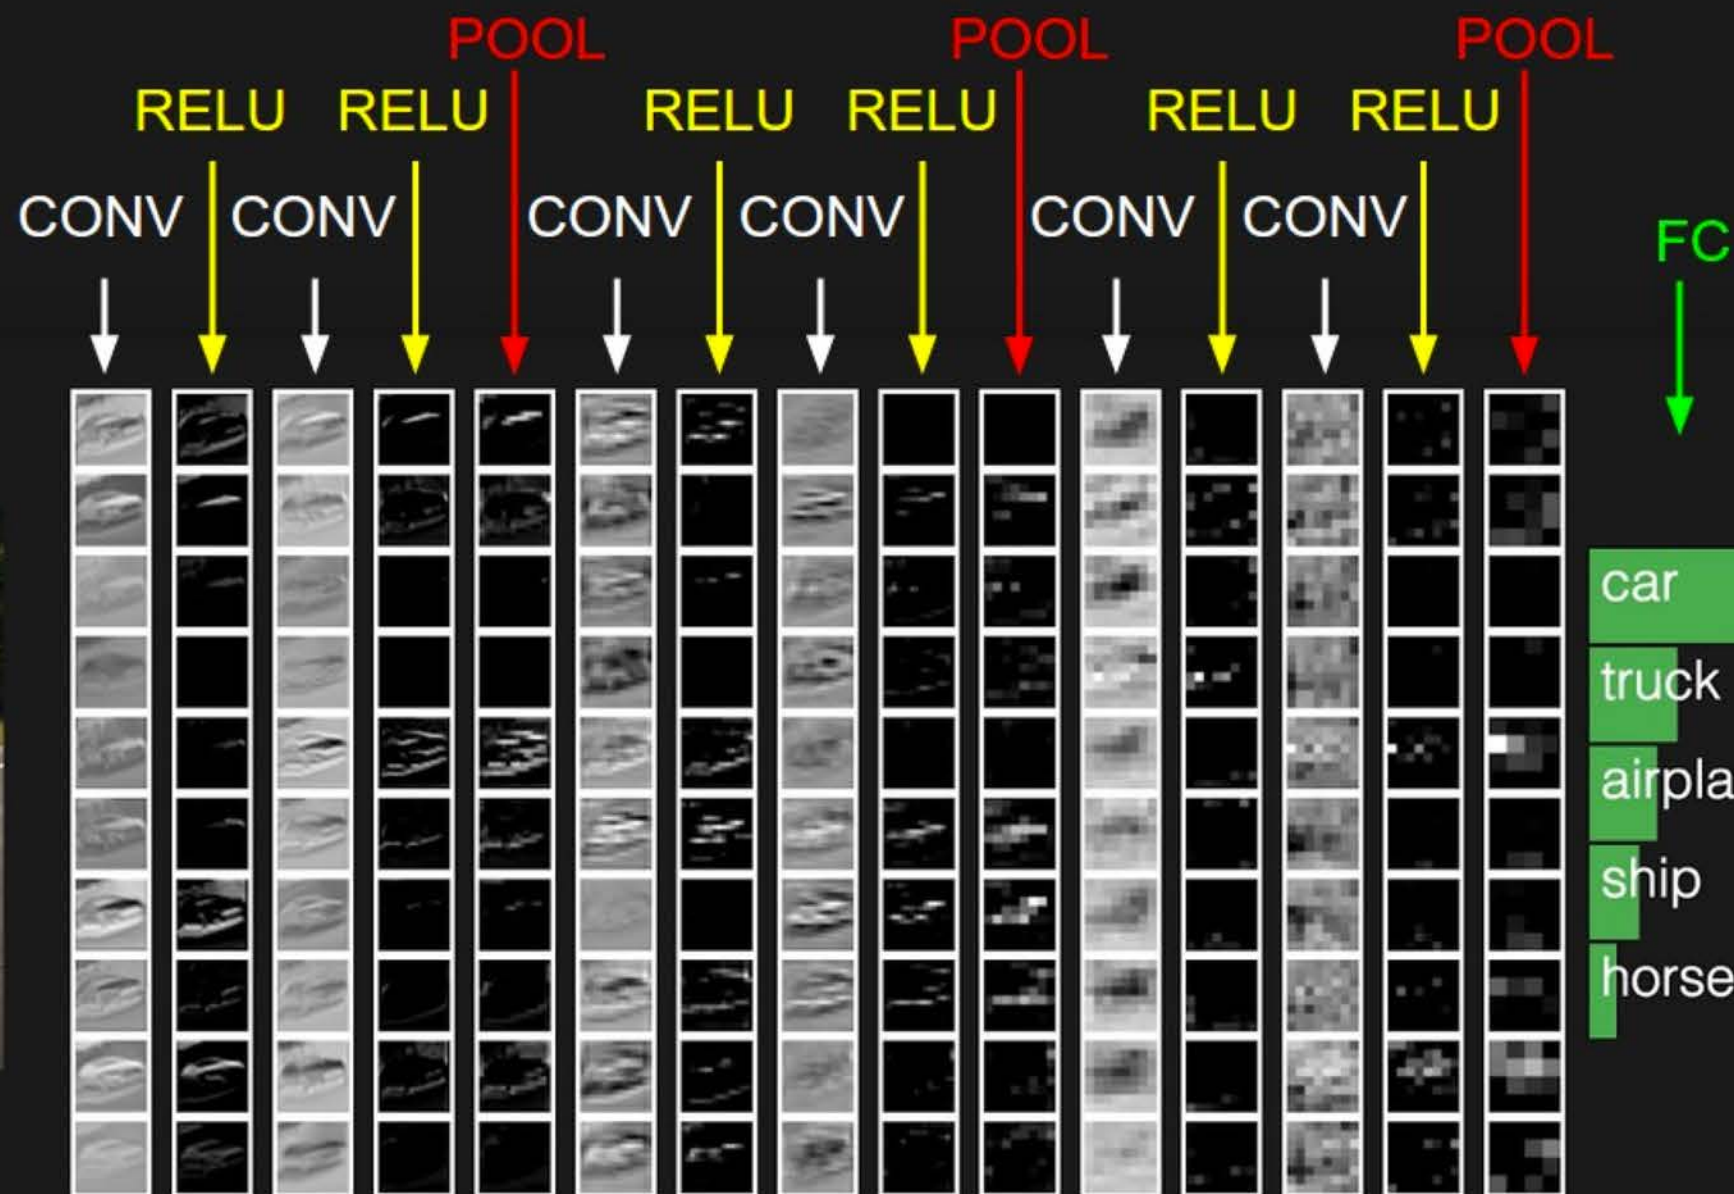 POOL POOL POOL
RELU RELU RELU RELU RELU RELU
CONV CONV CONV CONV CONV CONV
FC
car
truck
airpla
ship
horse